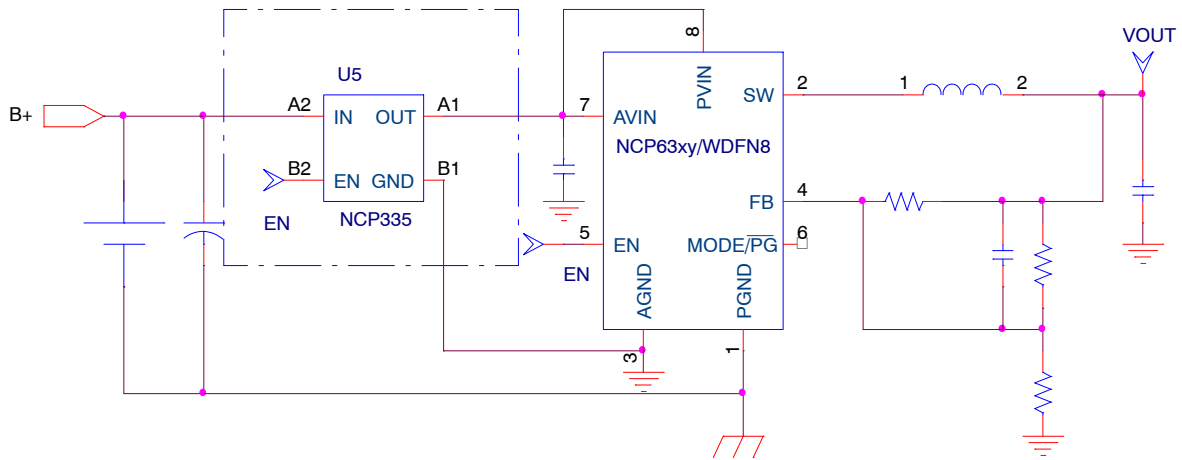 VOUT
8
U5
PVIN
2
1
2
SW
A2
A1
B+
IN
OUT
7
AVIN
NCP63xy/WDFN8
B2
EN
GND
B1
4
FB
EN
NCP335
5
EN
MODE/PG
6
EN
AGND
PGND
3
1